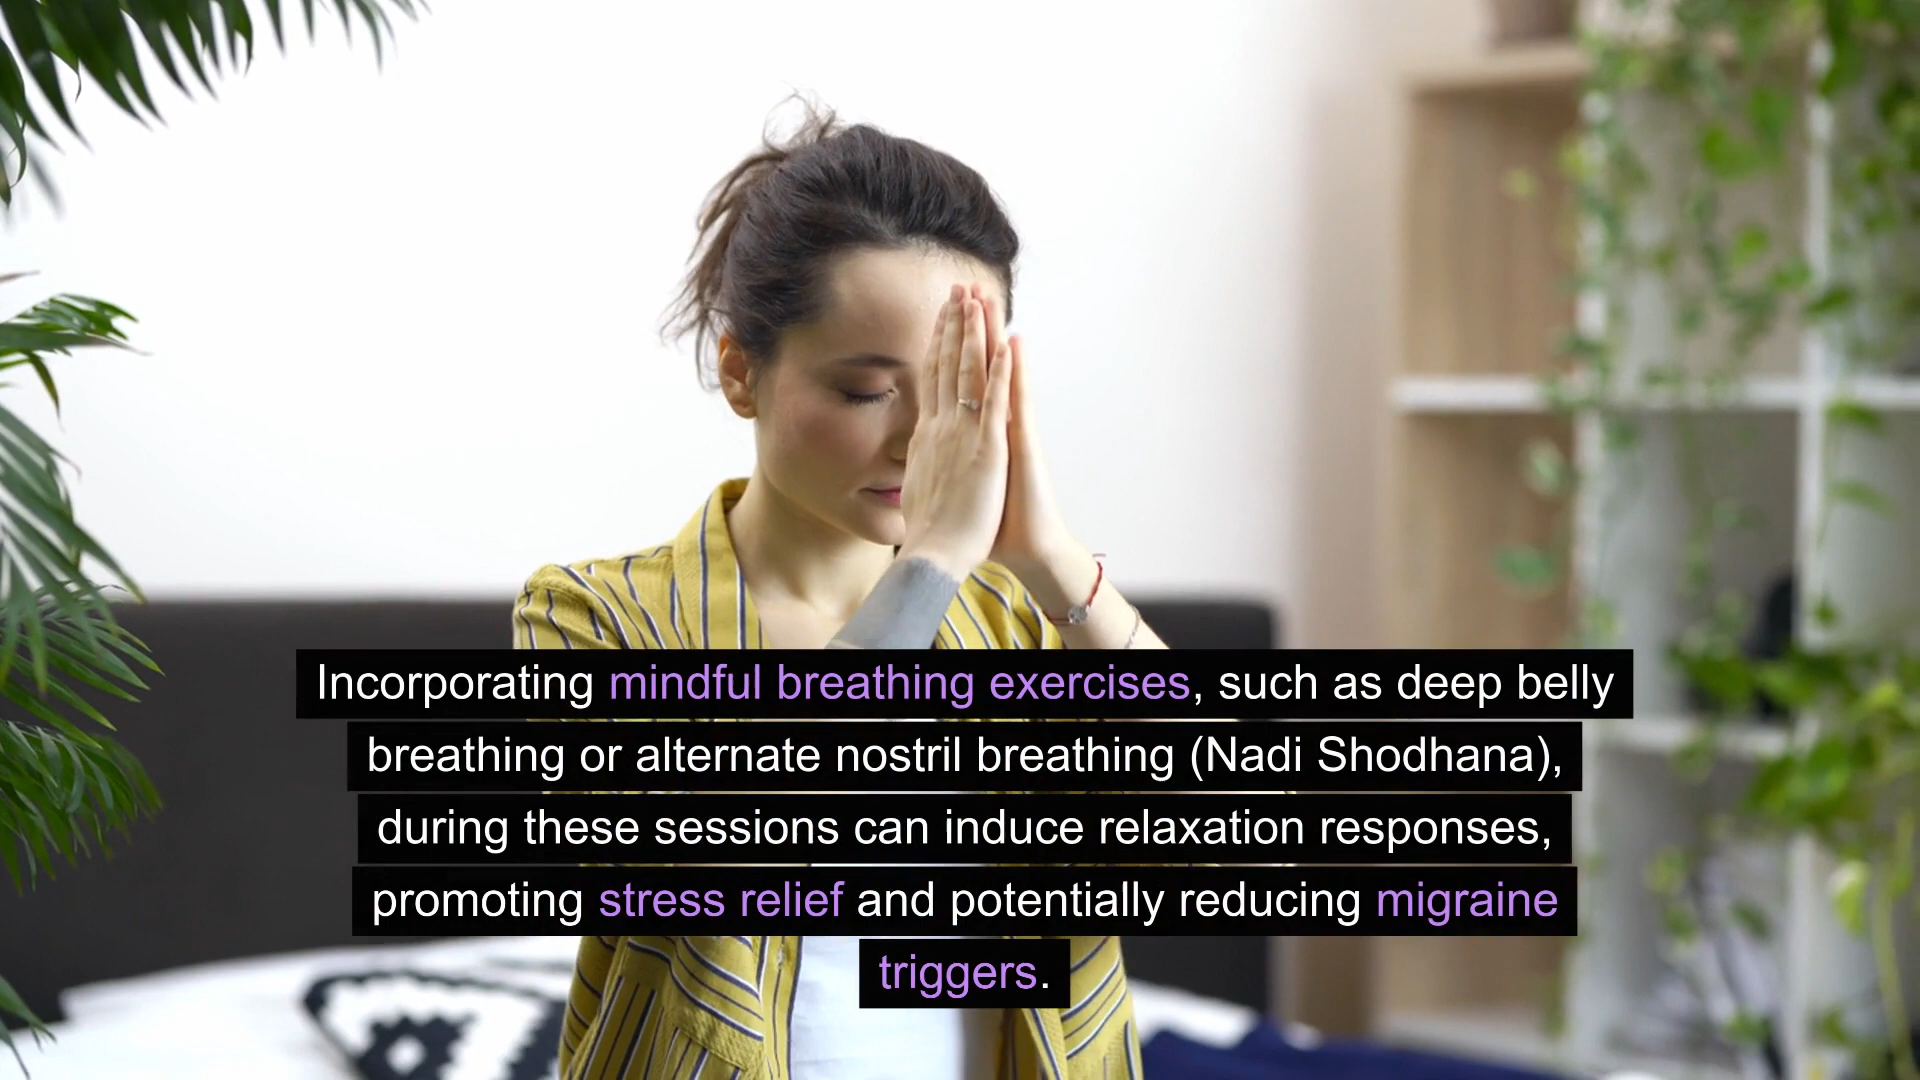 Incorporating mindful breathing exercises, such as deep belly
breathing or alternate nostril breathing (Nadi Shodhana),
during these sessions can induce relaxation responses,
promoting stress relief and potentially reducing migraine
triggers.